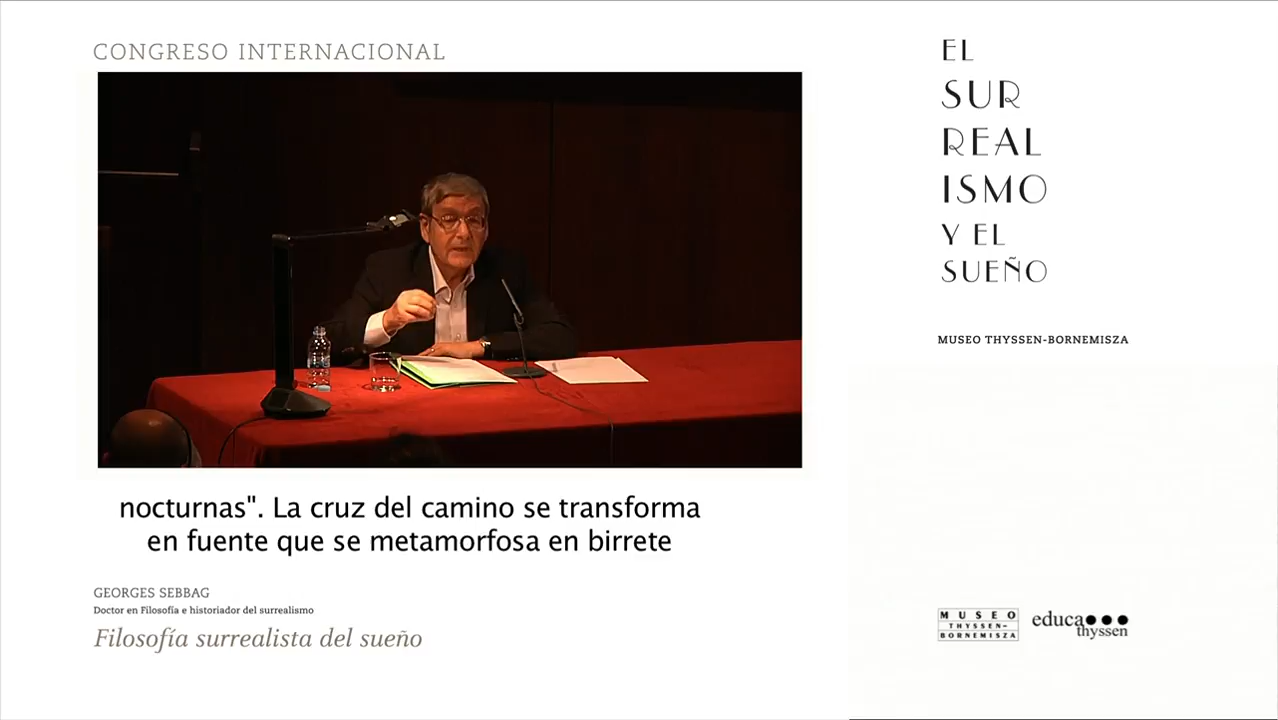 CONGRESO INTERNACIONAL
EL
SUR
REAL
ISMO
Y EL
SUEÑO
MUSEO THYSSEN-BORNEMISZA
nocturnas". La cruz del camino se transforma
en fuente que se metamorfosa en birrete
GEORGES SEBBAG
Doctor en Filosofía e historiador del surrealismo
Filosofía surrealista del sueño
MUSEO
THYSSEN-
BORNEMISZA
educa
thyssen